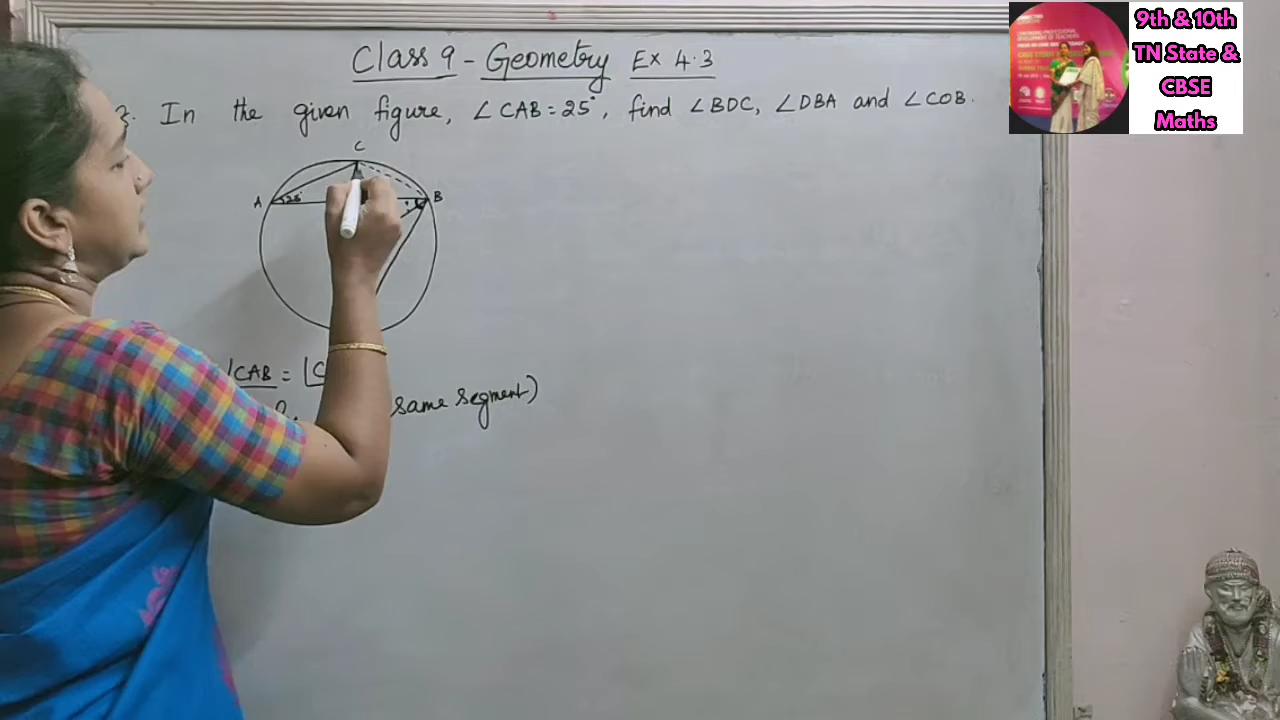 Class 9 - Geometry Ex 4.3
In the given figure, ∠CAB = 25°, find ∠BDC, ∠DBA and ∠COB.
C
A 25° B
∠CAB =
same segment)
9th & 10th
TN State &
CBSE
Maths